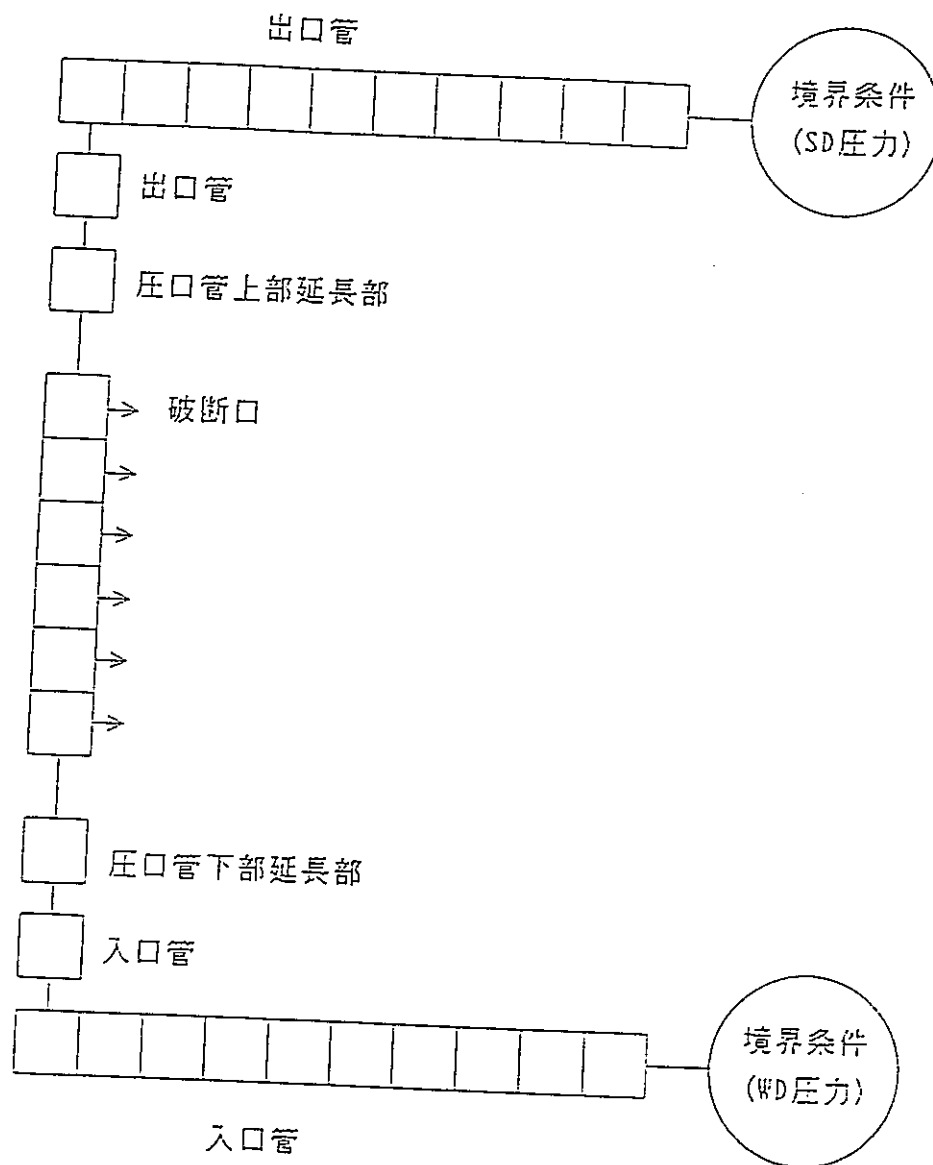 出口管
境界条件
(SD圧力)
出口管
圧口管上部延長部
破断口
圧口管下部延長部
入口管
境界条件
(WD圧力)
入口管